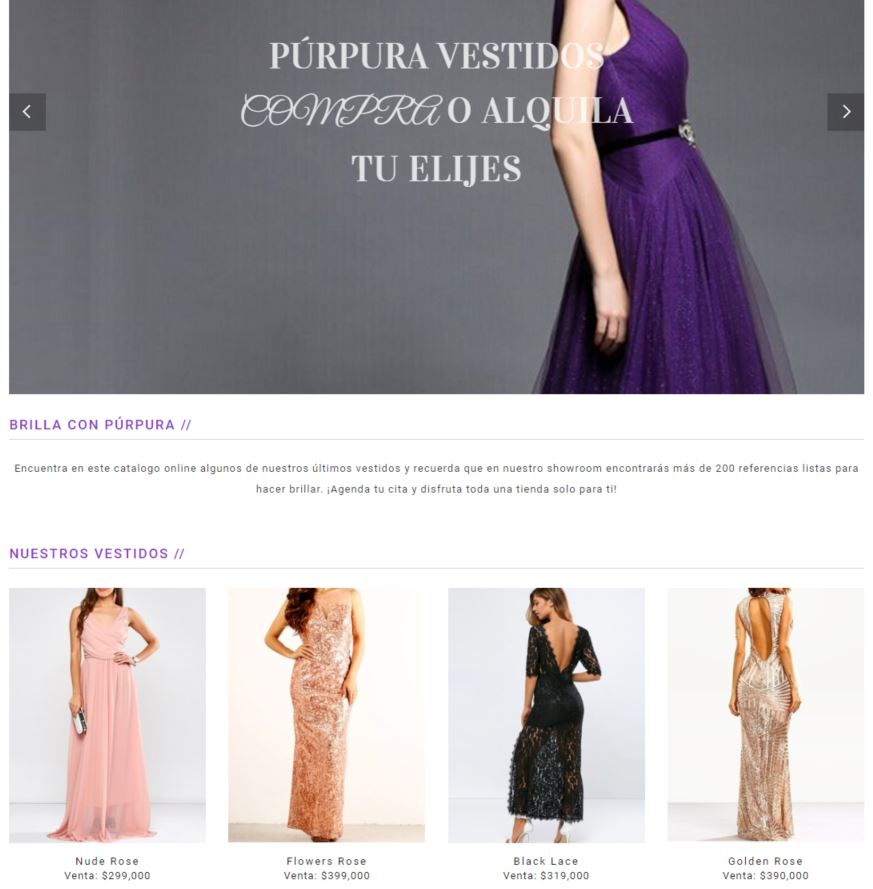 PÚRPURA VESTIDOS
COMPRA O ALQUILA
TU ELIJES
BRILLA CON PÚRPURA //
Encuentra en este catalogo online algunos de nuestros últimos vestidos y recuerda que en nuestro showroom encontrarás más de 200 referencias listas para
hacer brillar. ¡Agenda tu cita y disfruta toda una tienda solo para ti!
NUESTROS VESTIDOS //
Nude Rose
Venta: $299,000
Flowers Rose
Venta: $399,000
Black Lace
Venta: $319,000
Golden Rose
Venta: $390,000